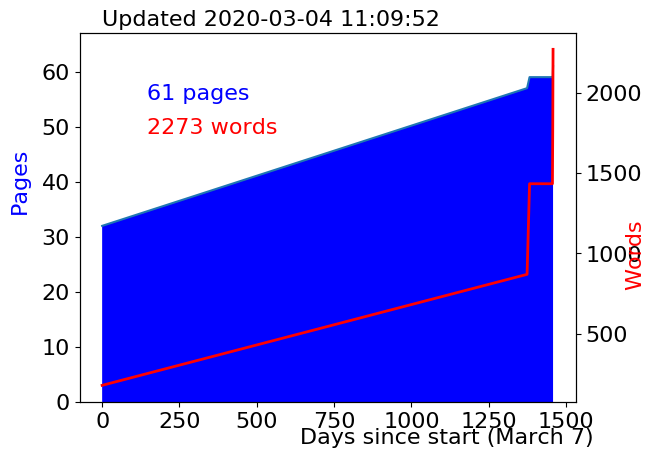 Updated 2020-03-04 11:09:52
61 pages
2273 words
Pages
0
10
20
30
40
50
60
Words
500
1000
1500
2000
0 250 500 750 1000 1250 1500
Days since start (March 7)